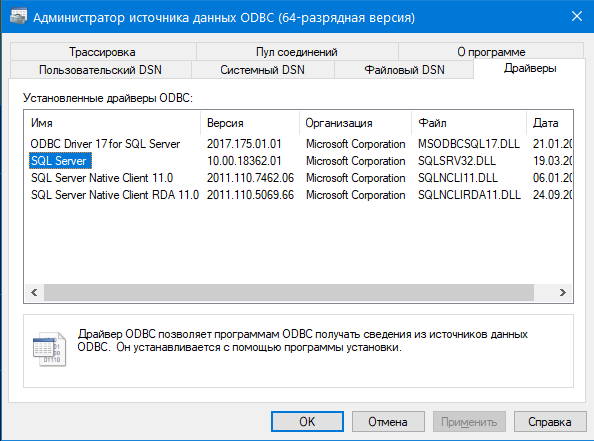 Администратор источника данных ODBC (64-разрядная версия)
Трассировка Пул соединений О программе
Пользовательский DSN Системный DSN Файловый DSN Драйверы
Установленные драйверы ODBC:
Имя Версия Организация Файл Дата
ODBC Driver 17 for SQL Server 2017.175.01.01 Microsoft Corporation MSODBCSQL17.DLL 21.01.20
SQL Server 10.00.18362.01 Microsoft Corporation SQLSRV32.DLL 19.03.20
SQL Server Native Client 11.0 2011.110.7462.06 Microsoft Corporation SQLNCLI11.DLL 06.01.20
SQL Server Native Client RDA 11.0 2011.110.5069.66 Microsoft Corporation SQLNCLIRDA11.DLL 24.09.20
Драйвер ODBC позволяет программам ODBC получать сведения из источников данных
ODBC. Он устанавливается с помощью программы установки.
OK Отмена Применить Справка